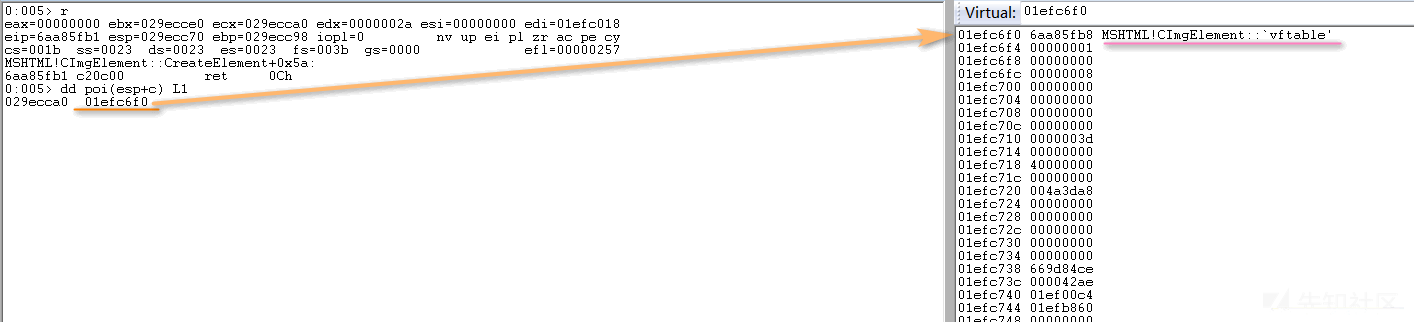 0:005> r
eax=00000000 ebx=029ecce0 ecx=029ecca0 edx=0000002a esi=00000000 edi=01efc018
eip=6aa85fb1 esp=029ecc70 ebp=029ecc98 iopl=0 nv up ei pl zr ac pe cy
cs=001b ss=0023 ds=0023 es=0023 fs=003b gs=0000 efl=00000257
MSHTML!CImgElement::CreateElement+0x5a:
6aa85fb1 c20c00 ret 0Ch
0:005> dd poi(esp+c) L1
029ecca0 01efc6f0
Virtual: 01efc6f0
01efc6f0 6aa85fb8 MSHTML!CImgElement::`vftable'
01efc6f4 00000001
01efc6f8 00000000
01efc6fc 00000008
01efc700 00000000
01efc704 00000000
01efc708 00000000
01efc70c 00000000
01efc710 0000003d
01efc714 00000000
01efc718 40000000
01efc71c 00000000
01efc720 004a3da8
01efc724 00000000
01efc728 00000000
01efc72c 00000000
01efc730 00000000
01efc734 00000000
01efc738 669d84ce
01efc73c 000042ae
01efc740 01ef00c4
01efc744 01efb860
01efc748 00000000
先知社区